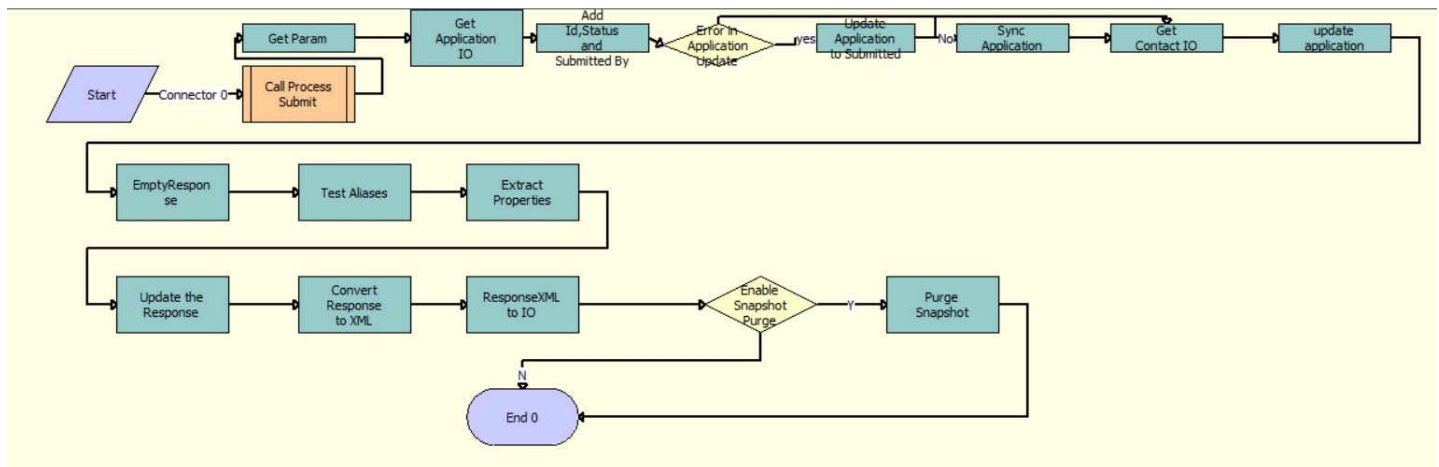 Get Param
Get
Application
IO
Add
Id,Status
and
Submitted By
Error in
Application
Update
yes
Update
Application
to Submitted
No
Sync
Application
Get
Contact IO
update
application
Start
Connector 0
Call Process
Submit
EmptyRespon
se
Test Aliases
Extract
Properties
Update the
Response
Convert
Response
to XML
ResponseXML
to IO
Enable
Snapshot
Purge
Y
Purge
Snapshot
N
End 0